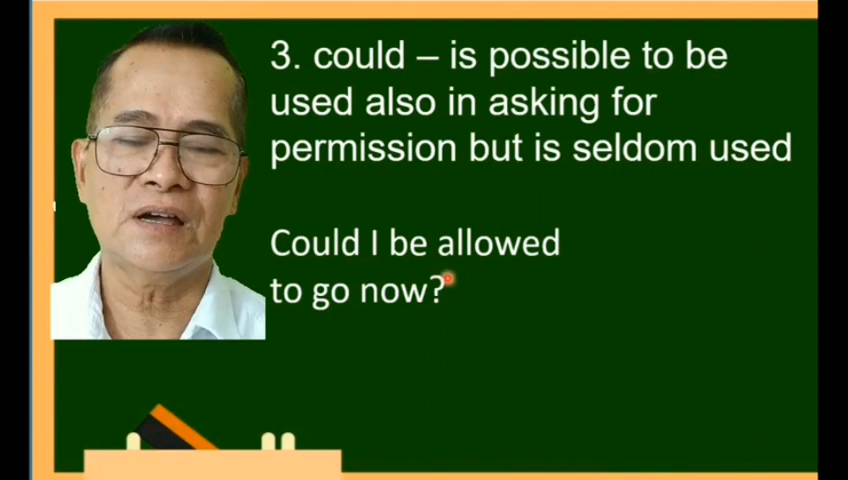 3. could – is possible to be
used also in asking for
permission but is seldom used
Could I be allowed
to go now?